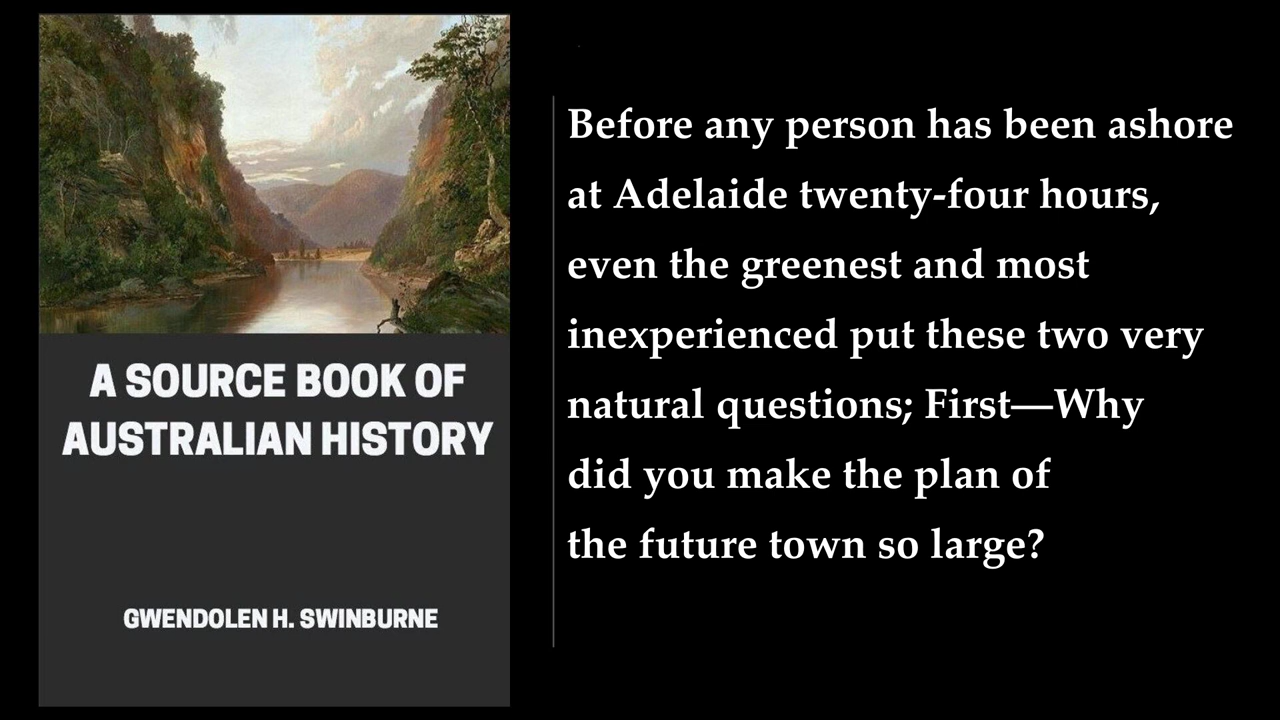 A SOURCE BOOK OF
AUSTRALIAN HISTORY
GWENDOLEN H. SWINBURNE
Before any person has been ashore
at Adelaide twenty-four hours,
even the greenest and most
inexperienced put these two very
natural questions; First—Why
did you make the plan of
the future town so large?